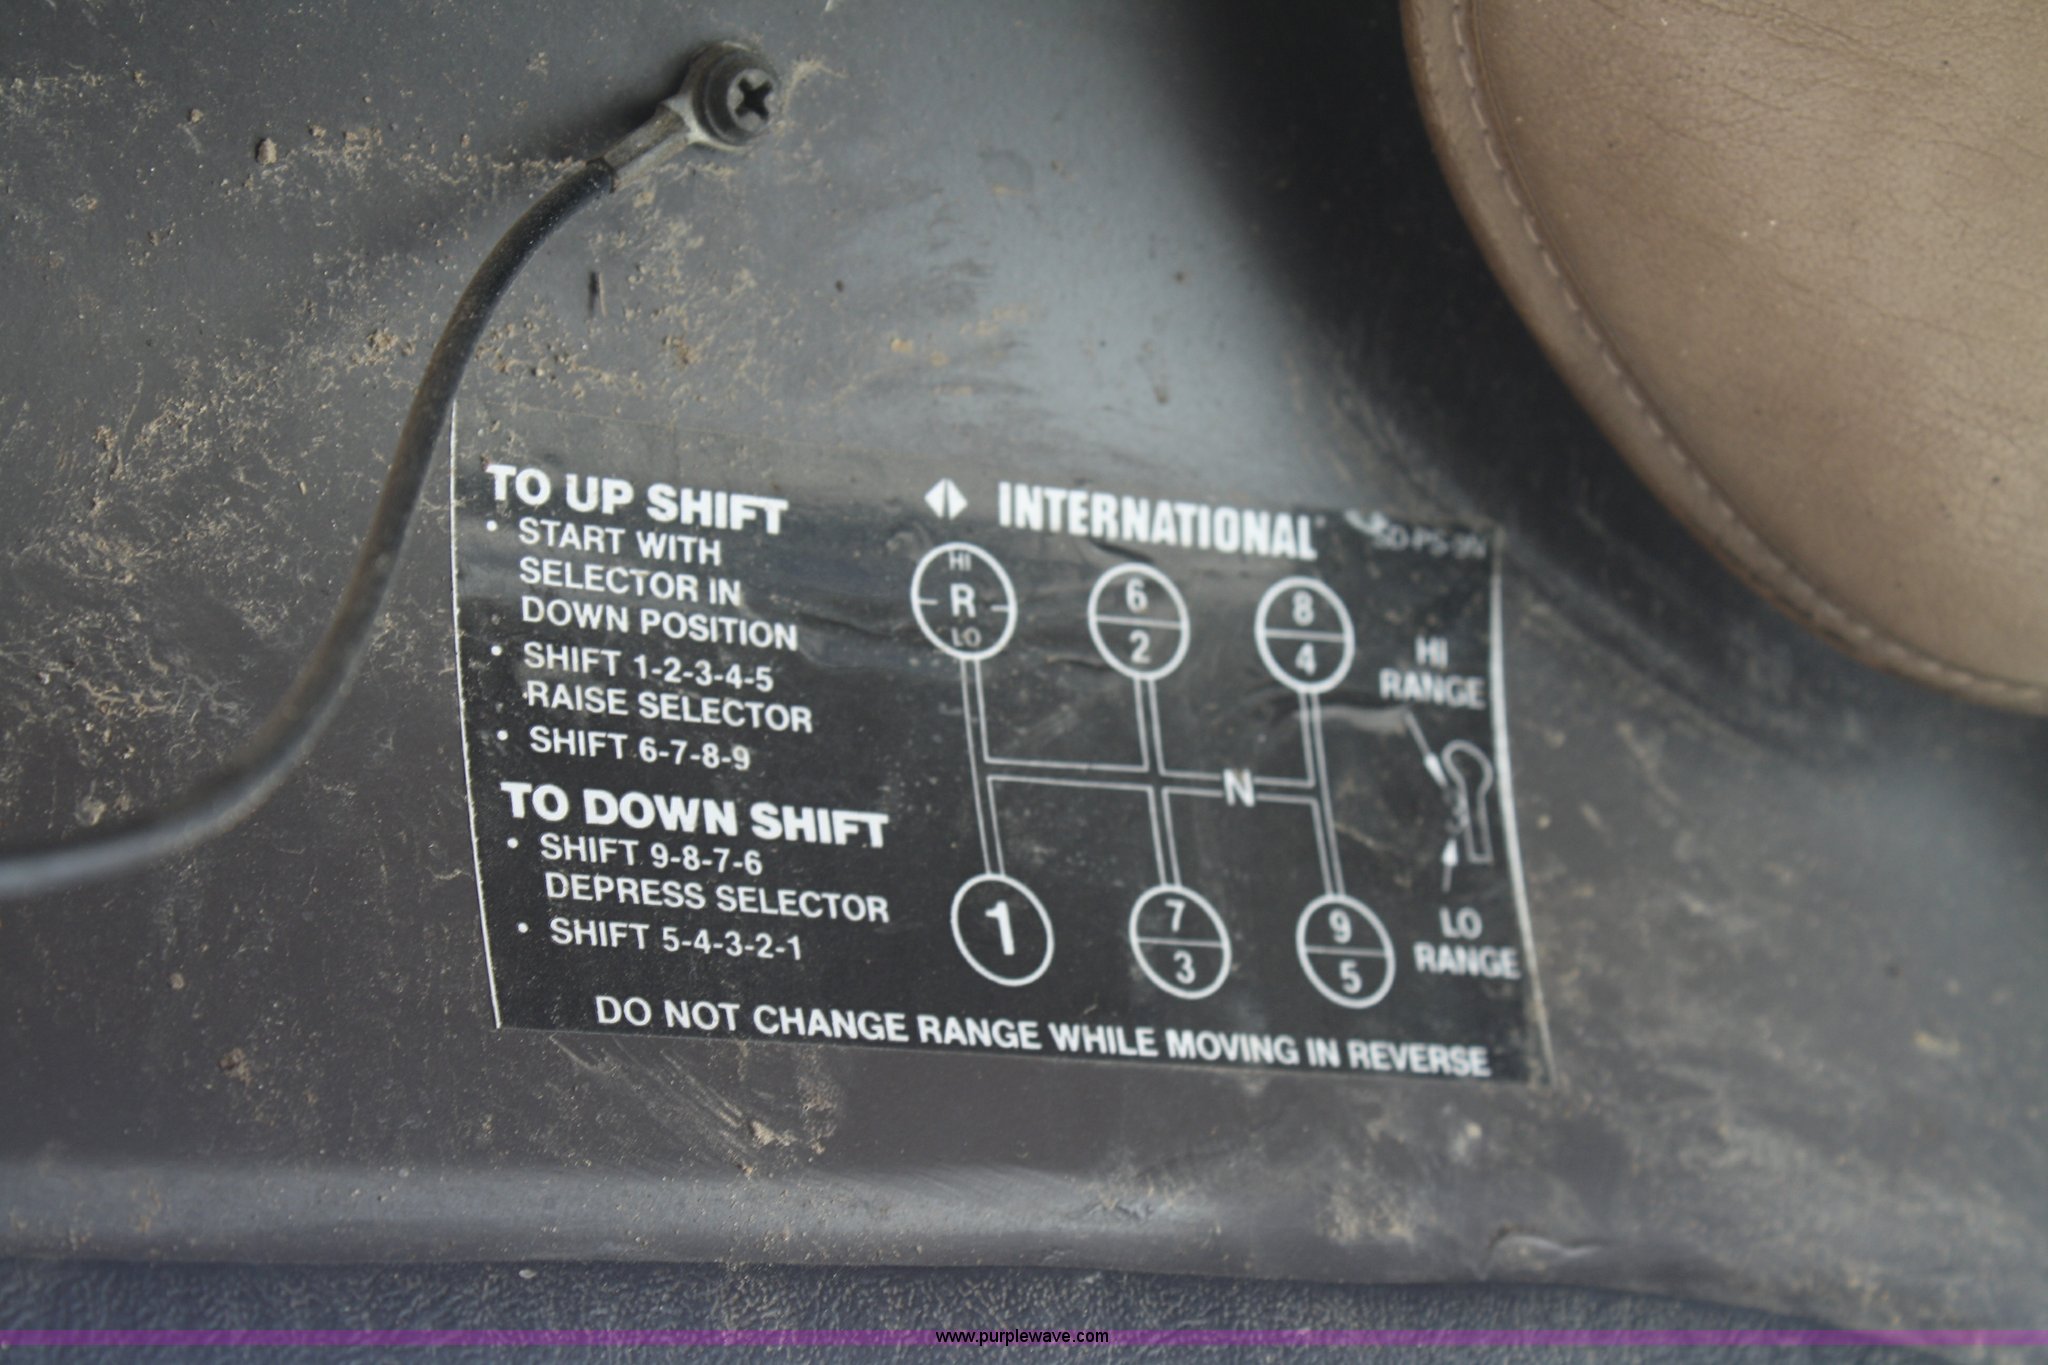 TO UP SHIFT
• START WITH
SELECTOR IN
DOWN POSITION
• SHIFT 1-2-3-4-5
RAISE SELECTOR
• SHIFT 6-7-8-9
TO DOWN SHIFT
• SHIFT 9-8-7-6
DEPRESS SELECTOR
• SHIFT 5-4-3-2-1
INTERNATIONAL
HI
R
LO
6
2
8
4
HI
RANGE
N
1
7
3
9
5
LO
RANGE
DO NOT CHANGE RANGE WHILE MOVING IN REVERSE
www.purplewave.com